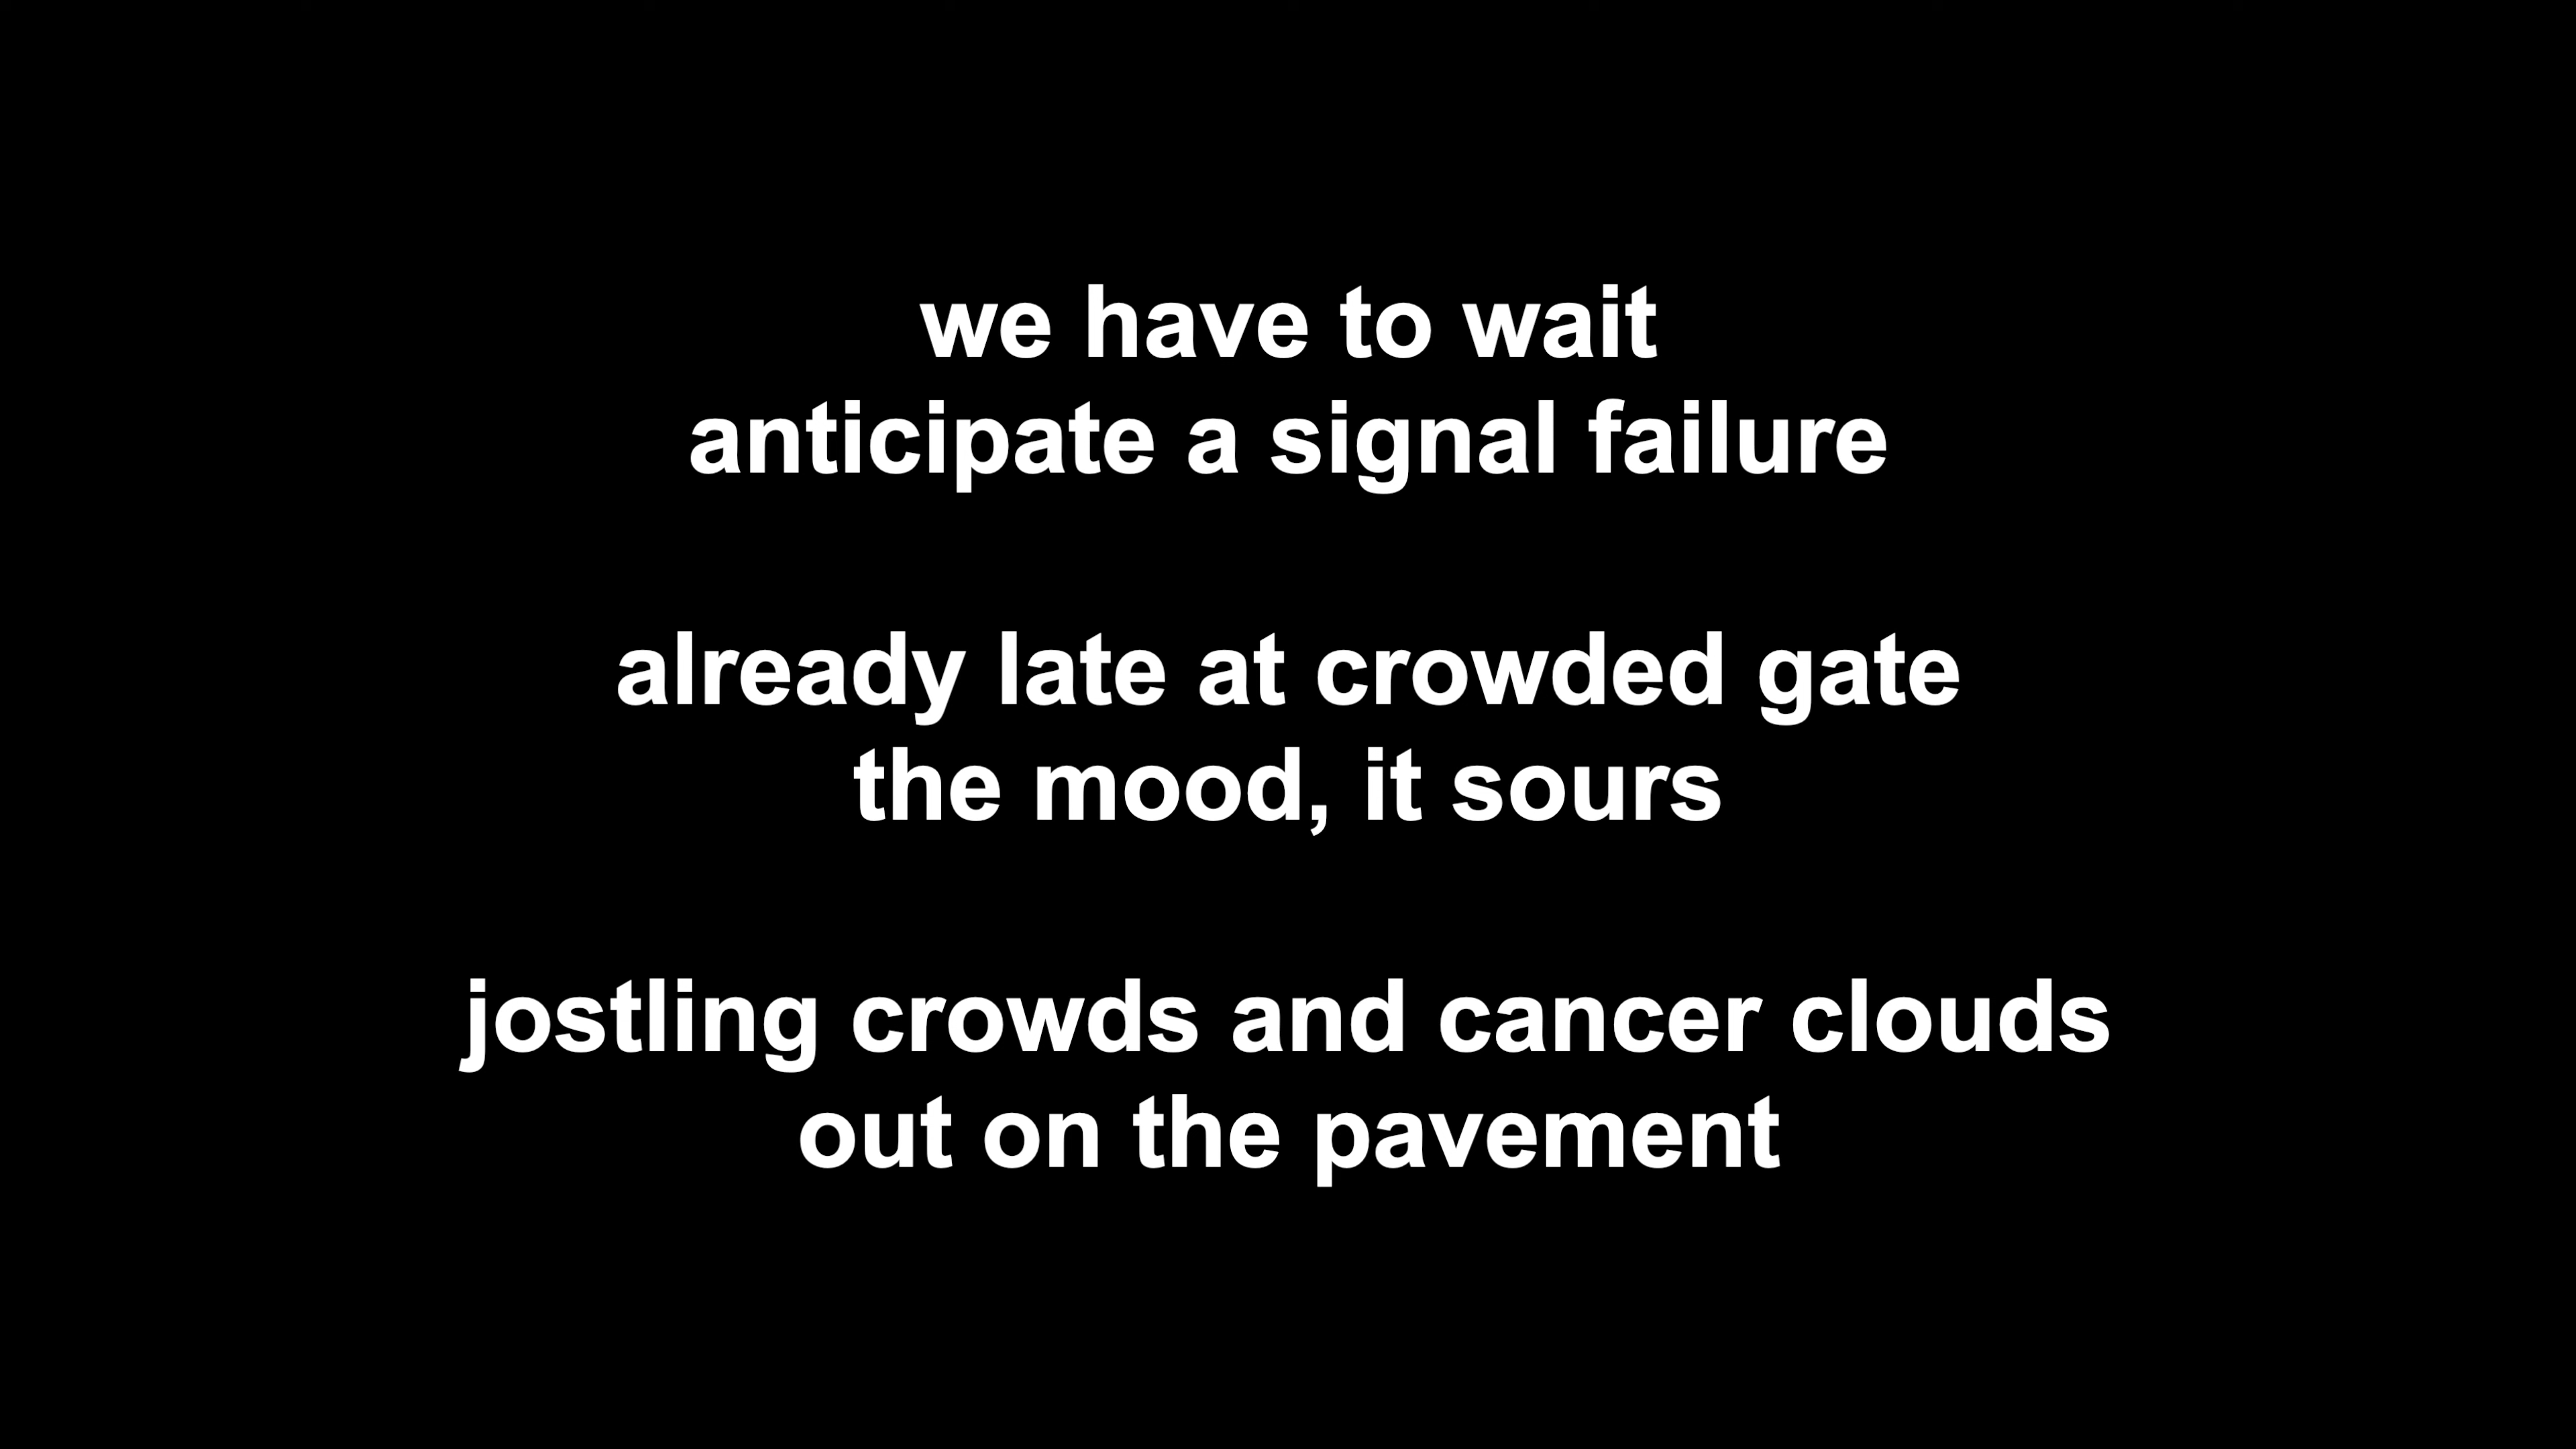 we have to wait
anticipate a signal failure
already late at crowded gate
the mood, it sours
jostling crowds and cancer clouds
out on the pavement